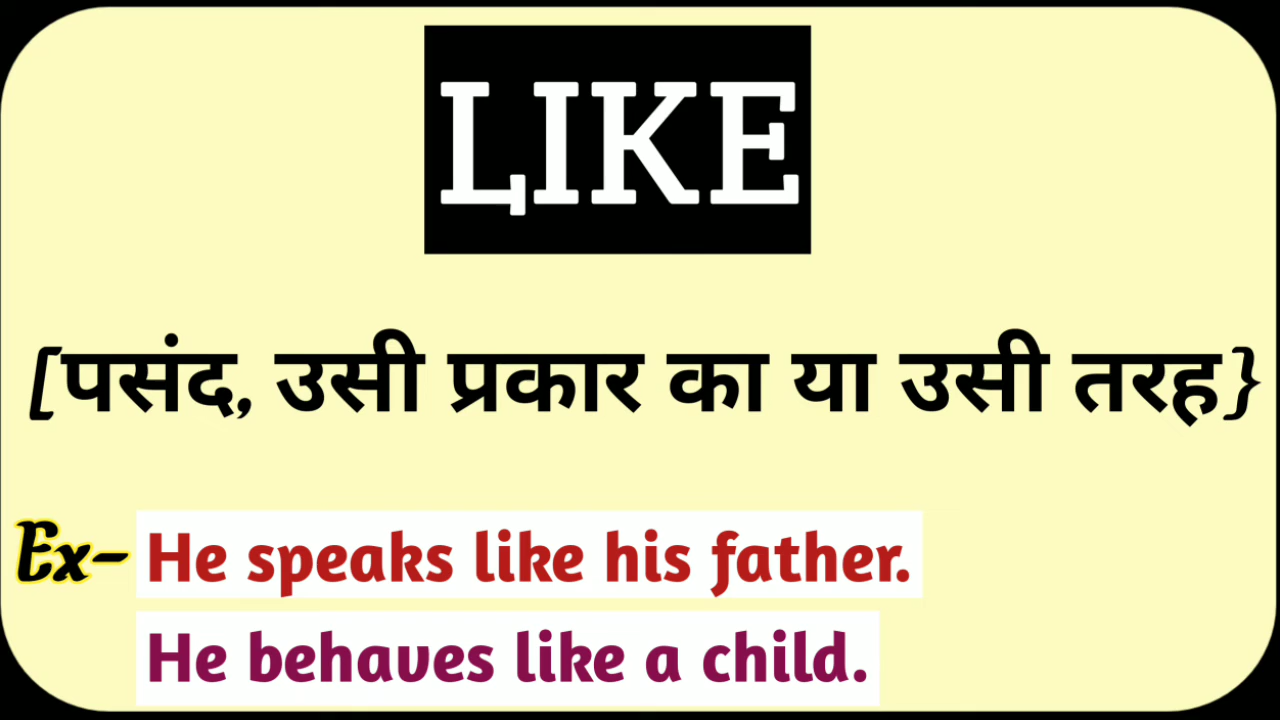 LIKE
[पसंद, उसी प्रकार का या उसी तरह}
Ex- He speaks like his father.
He behaves like a child.